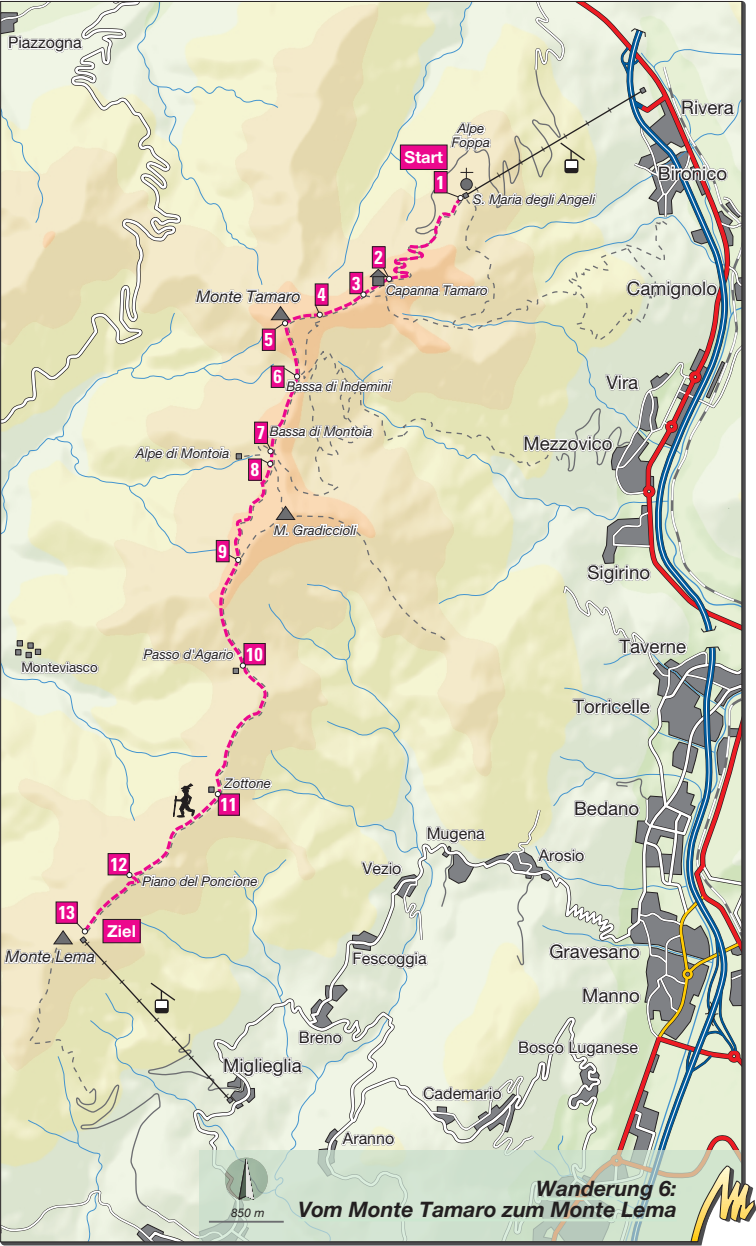 Piazzogna
Rivera
Alpe
Foppa
Start
1
S. Maria degli Angeli
Bironico
2
3
Capanna Tamaro
Camignolo
Monte Tamaro
4
5
6
Bassa di Indemini
Vira
7
Bassa di Montoia
Alpe di Montoia
8
Mezzovico
M. Gradiccioli
9
Sigirino
Passo d'Agario
10
Monteviasco
Taverne
Torricelle
Zottone
11
Bedano
Mugena
Arosio
12
Vezio
Piano del Poncione
13
Ziel
Monte Lema
Fescoggia
Gravesano
Manno
Breno
Bosco Luganese
Miglieglia
Cademario
Aranno
850 m
Wanderung 6:
Vom Monte Tamaro zum Monte Lema